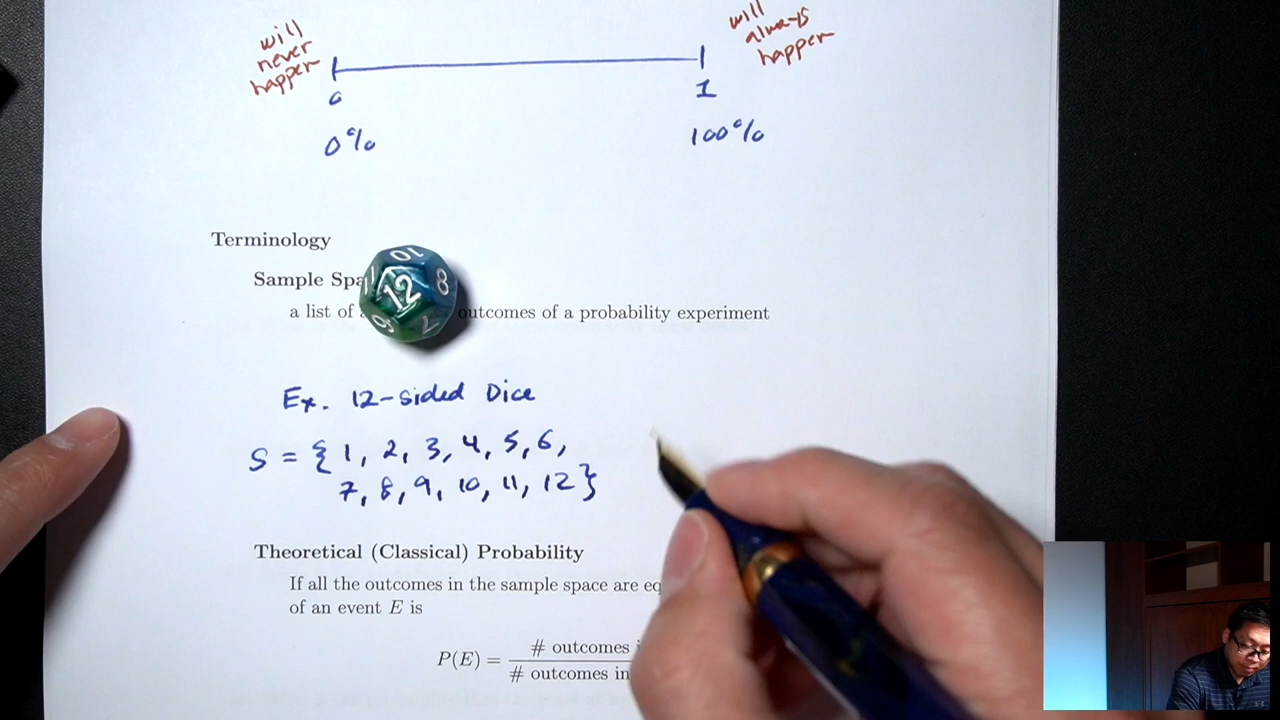 will never happen
will always happen
0
1
0%
100%
Terminology
Sample Spa
10
12
8
7
a list of outcomes of a probability experiment
Ex. 12-sided Dice
S = {1, 2, 3, 4, 5, 6,
7, 8, 9, 10, 11, 12}
Theoretical (Classical) Probability
If all the outcomes in the sample space are eq
of an event E is
P(E) = # outcomes
# outcomes in